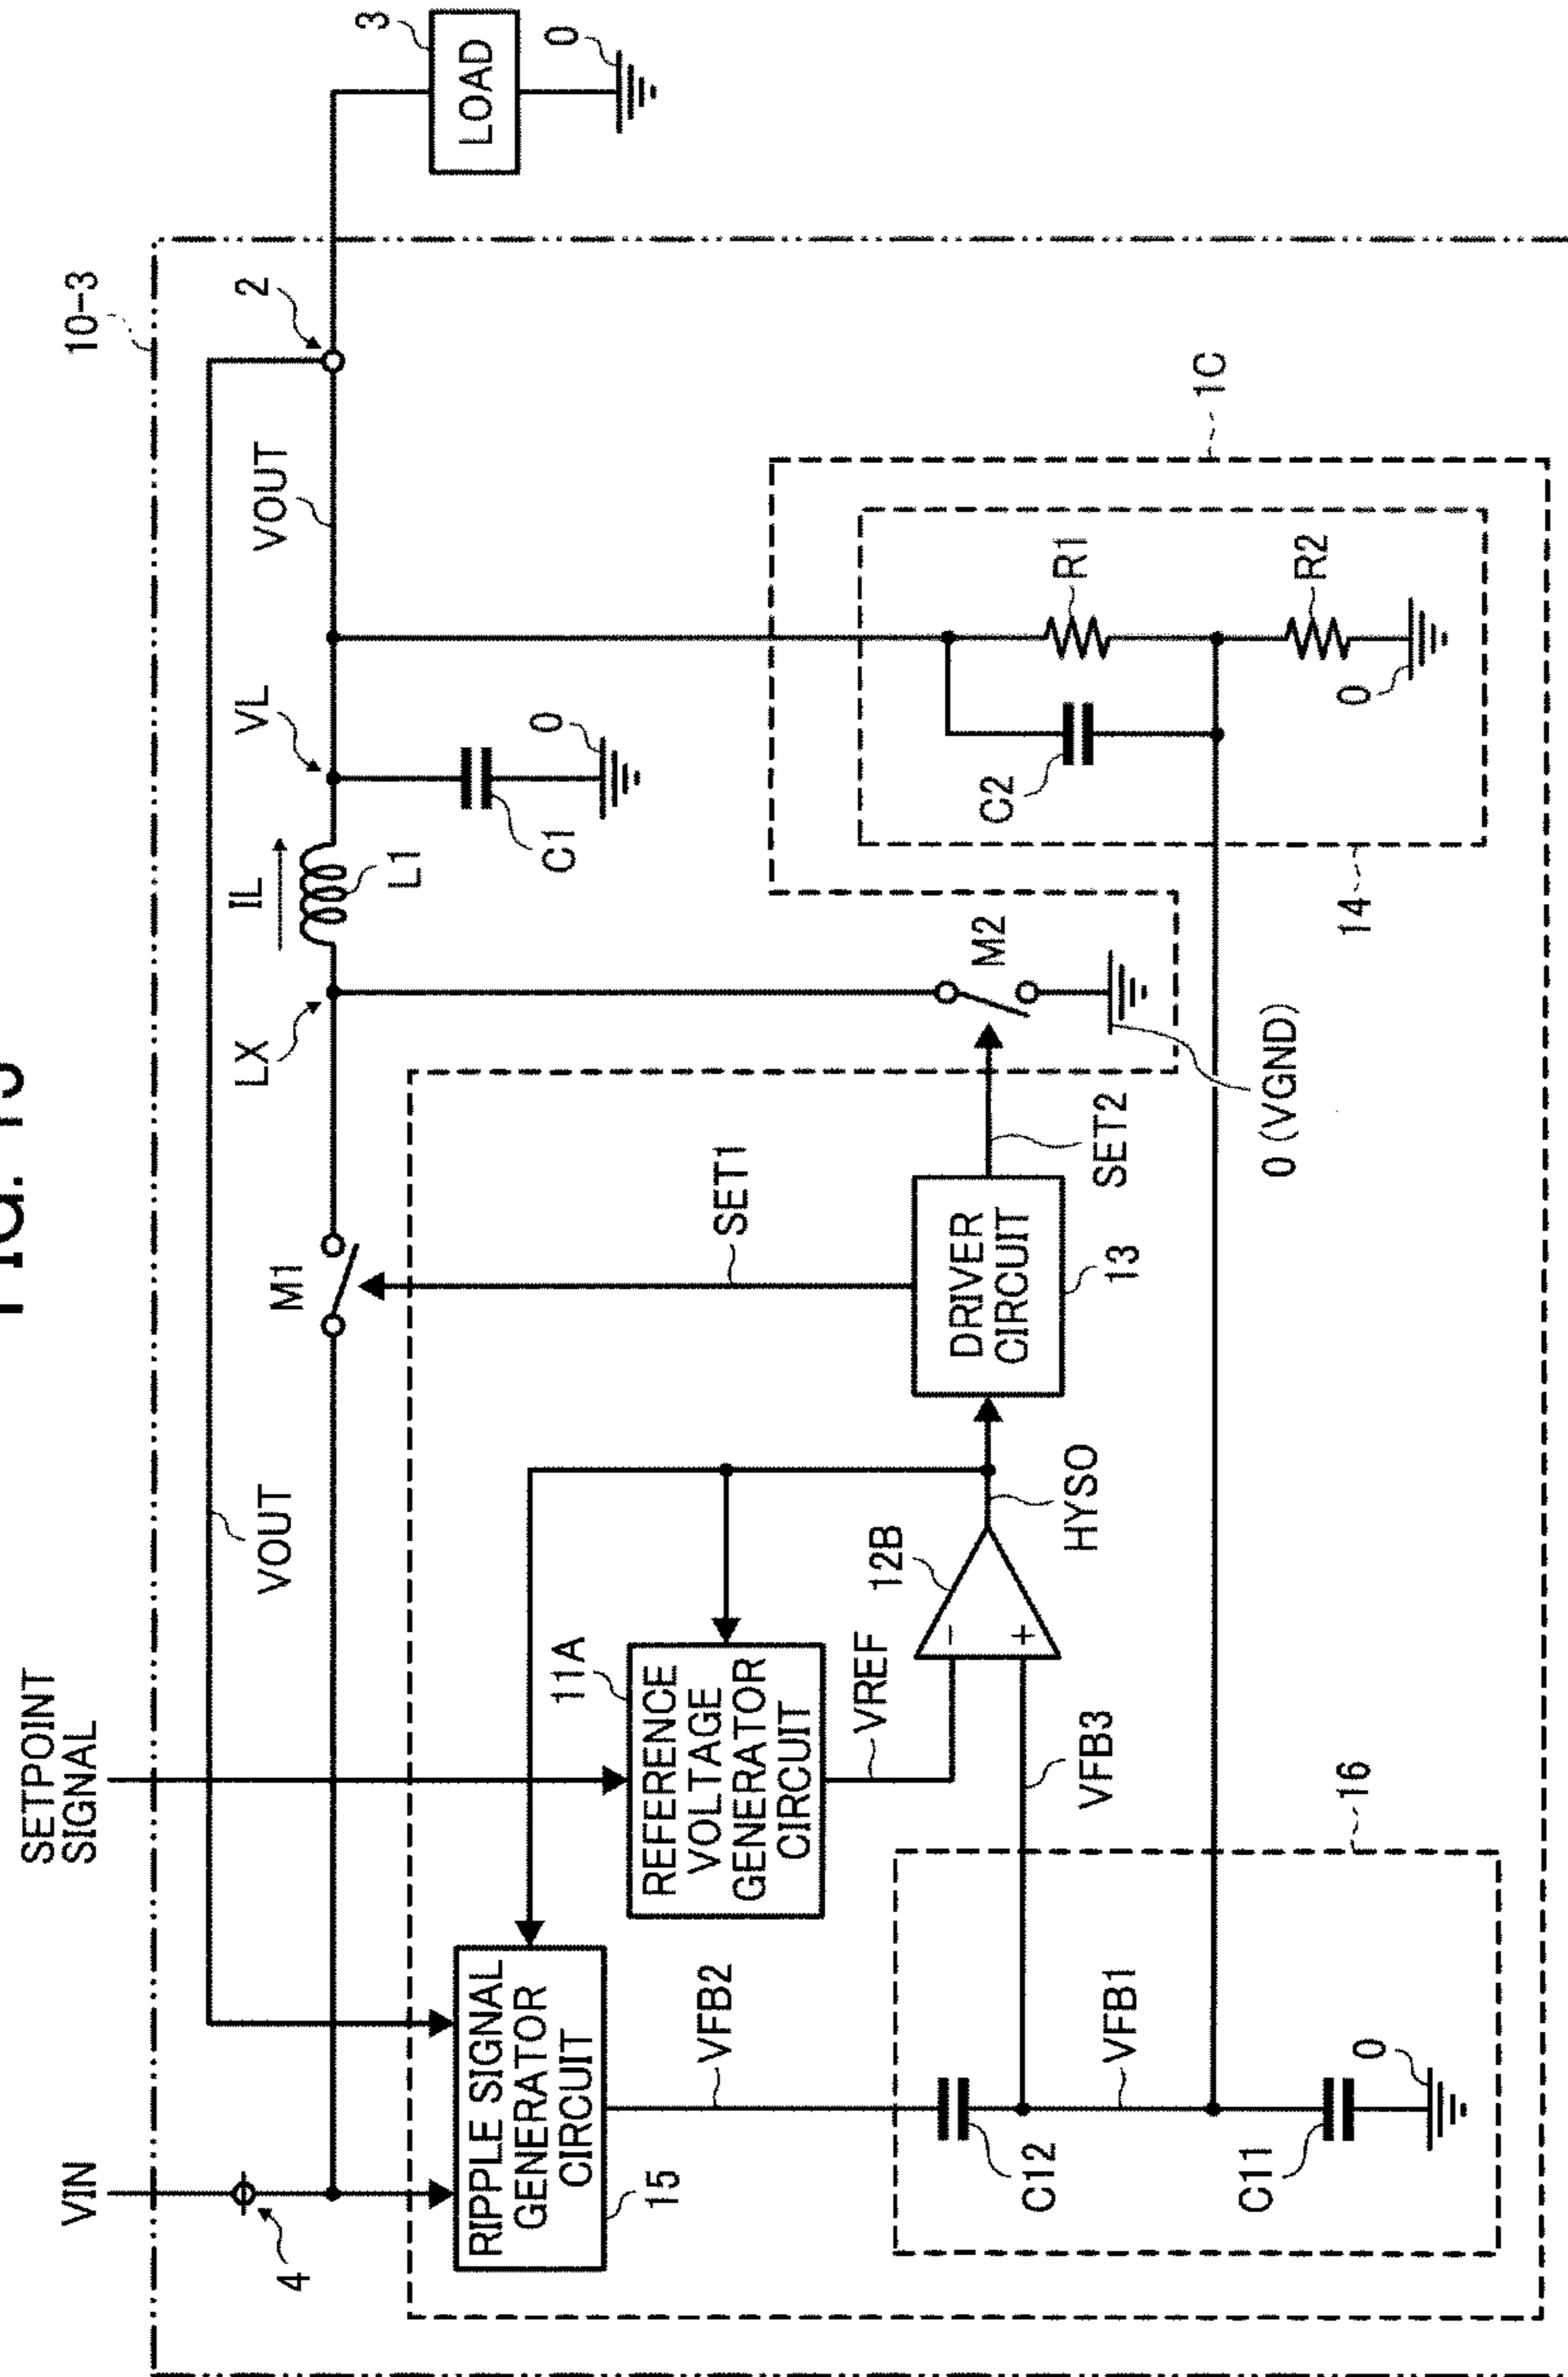 SETPOINT
SIGNAL
VIN
4
VOUT
M1
LX
IL
L1
VL
VOUT
2
10-3
3
LOAD
0
C1
0
SET1
RIPPLE SIGNAL
GENERATOR
CIRCUIT
15
11A
REFERENCE
VOLTAGE
GENERATOR
CIRCUIT
VREF
12B
-
+
HYSO
DRIVER
CIRCUIT
13
SET2
M2
0 (VGND)
VFB2
VFB3
VFB1
C12
C11
0
16
14
C2
R1
R2
0
1C